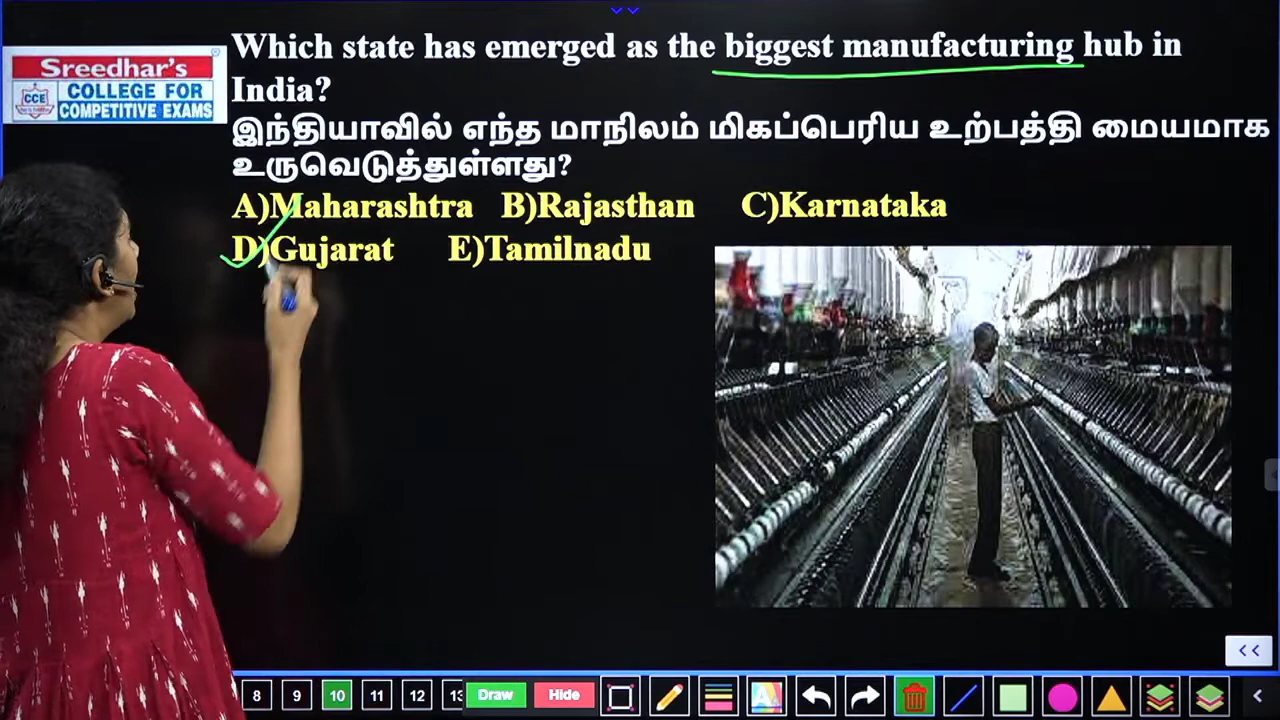 Which state has emerged as the biggest manufacturing hub in
India?
இந்தியாவில் எந்த மாநிலம் மிகப்பெரிய உற்பத்தி மையமாக
உருவெடுத்துள்ளது?
A)Maharashtra B)Rajasthan C)Karnataka
D)Gujarat E)Tamilnadu
Sreedhar's
CCE
COLLEGE FOR
COMPETITIVE EXAMS
<<
8 9 10 11 12 13 Draw Hide